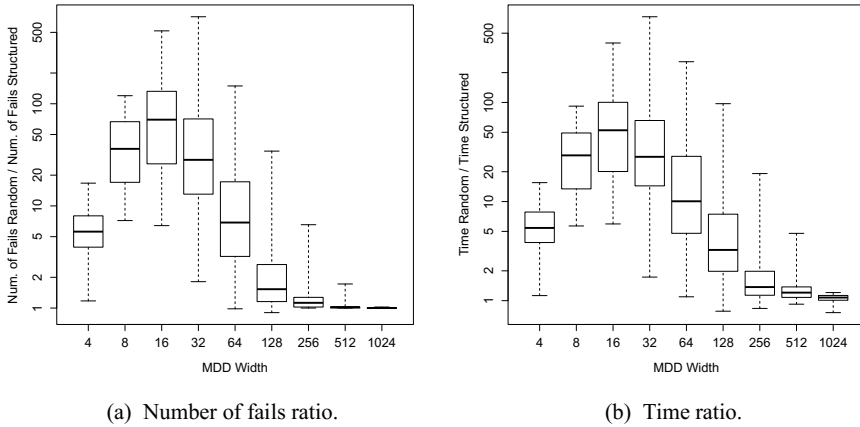 Num. of Fails Random / Num. of Fails Structured
500
100
50
20
10
5
2
1
4 8 16 32 64 128 256 512 1024
MDD Width
(a) Number of fails ratio.
Time Random / Time Structured
500
100
50
20
10
5
2
1
4 8 16 32 64 128 256 512 1024
MDD Width
(b) Time ratio.